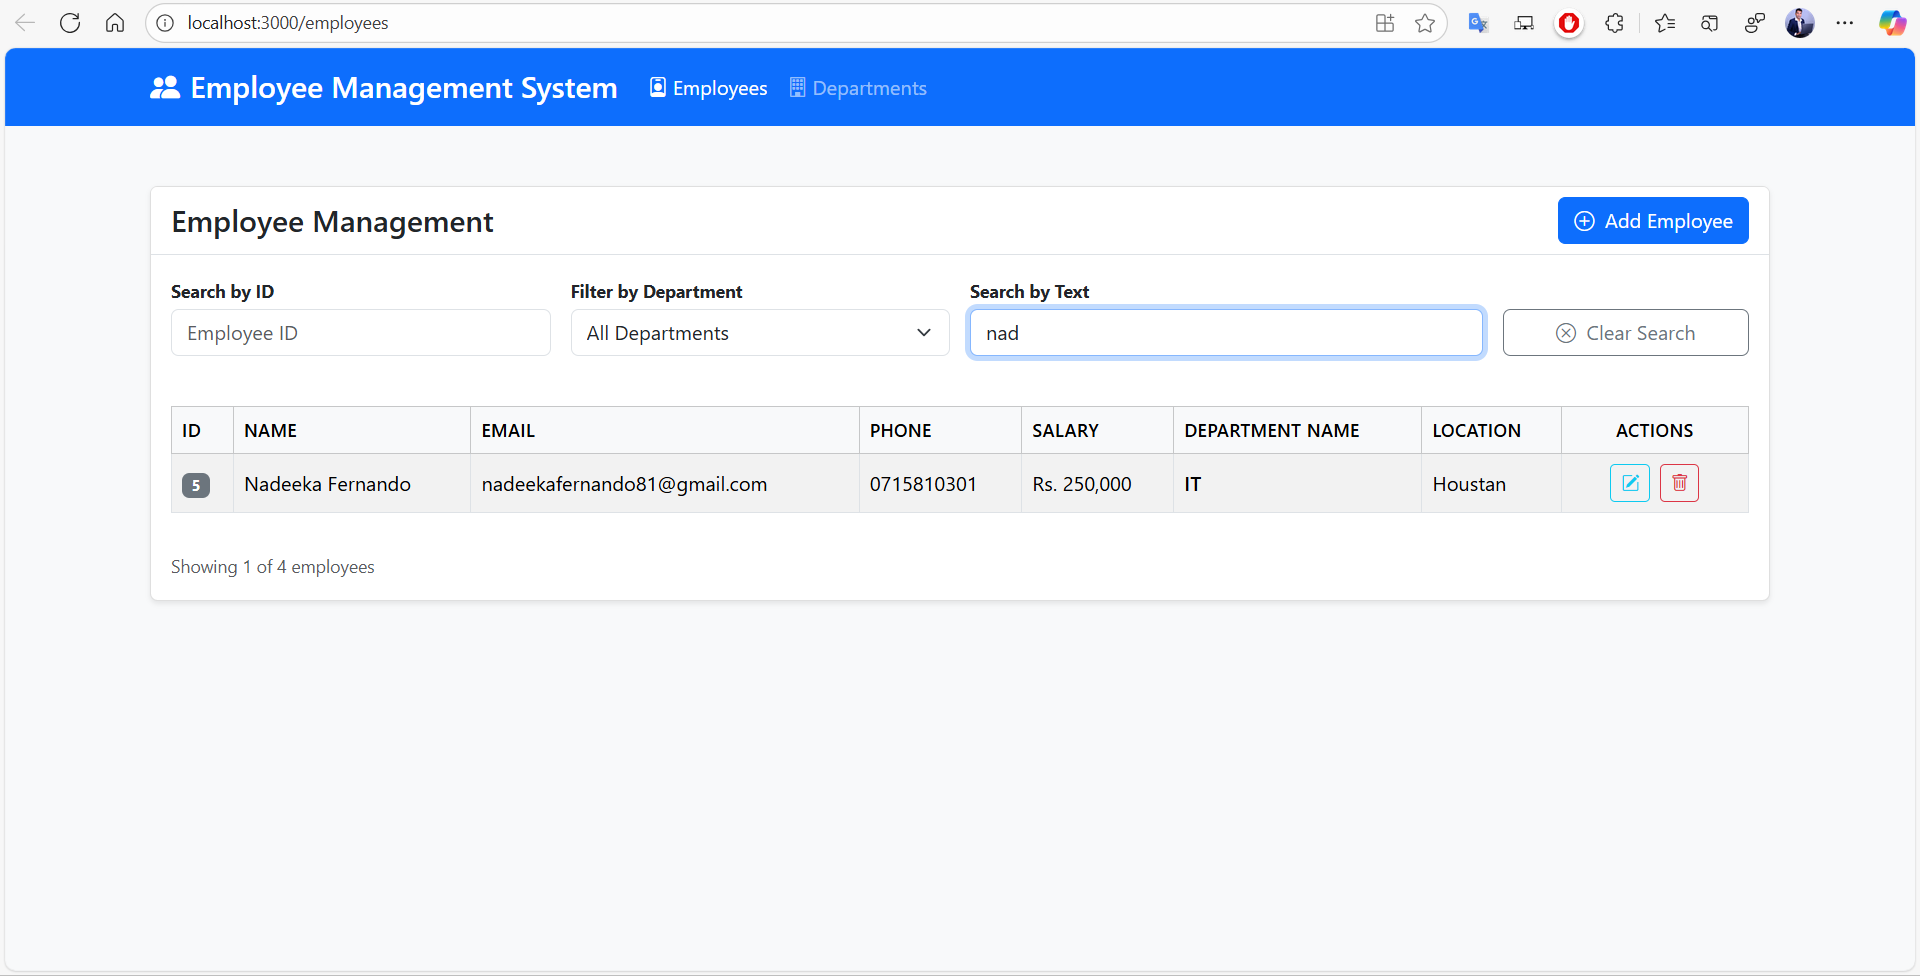 localhost:3000/employees
Employee Management System Employees Departments
Employee Management Add Employee
Search by ID Filter by Department Search by Text
Employee ID All Departments nad Clear Search
ID NAME EMAIL PHONE SALARY DEPARTMENT NAME LOCATION ACTIONS
5 Nadeeka Fernando nadeekafernando81@gmail.com 0715810301 Rs. 250,000 IT Houstan
Showing 1 of 4 employees